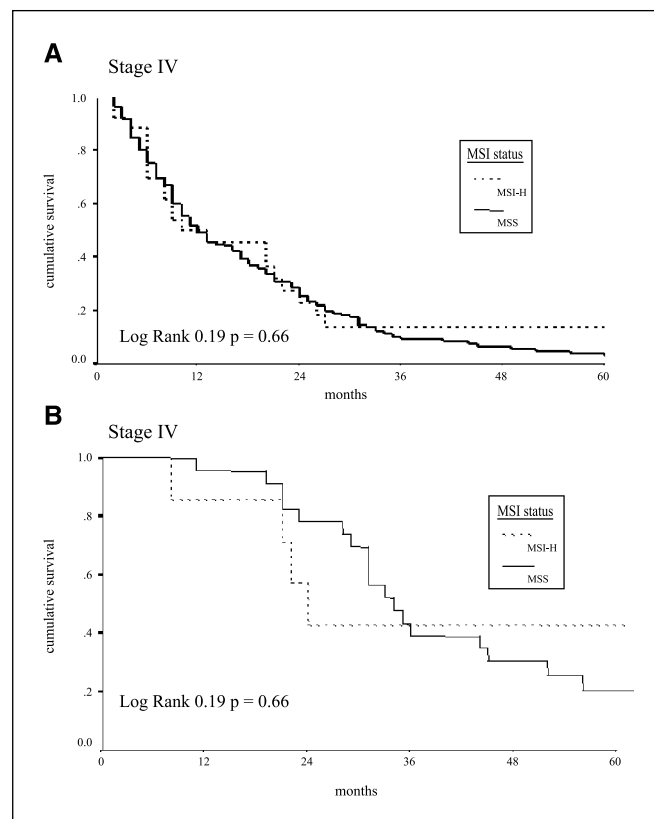 A
Stage IV
1.0
.8
.6
.4
.2
0.0
cumulative survival
MSI status
MSI-H
MSS
Log Rank 0.19 p = 0.66
0 12 24 36 48 60
months
B
Stage IV
1.0
.8
.6
.4
.2
0.0
cumulative survival
MSI status
MSI-H
MSS
Log Rank 0.19 p = 0.66
0 12 24 36 48 60
months